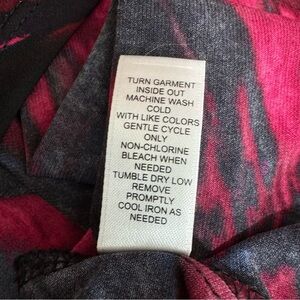 TURN GARMENT
INSIDE OUT
MACHINE WASH
COLD
WITH LIKE COLORS
GENTLE CYCLE
ONLY
NON-CHLORINE
BLEACH WHEN
NEEDED
TUMBLE DRY LOW
REMOVE
PROMPTLY
COOL IRON AS
NEEDED